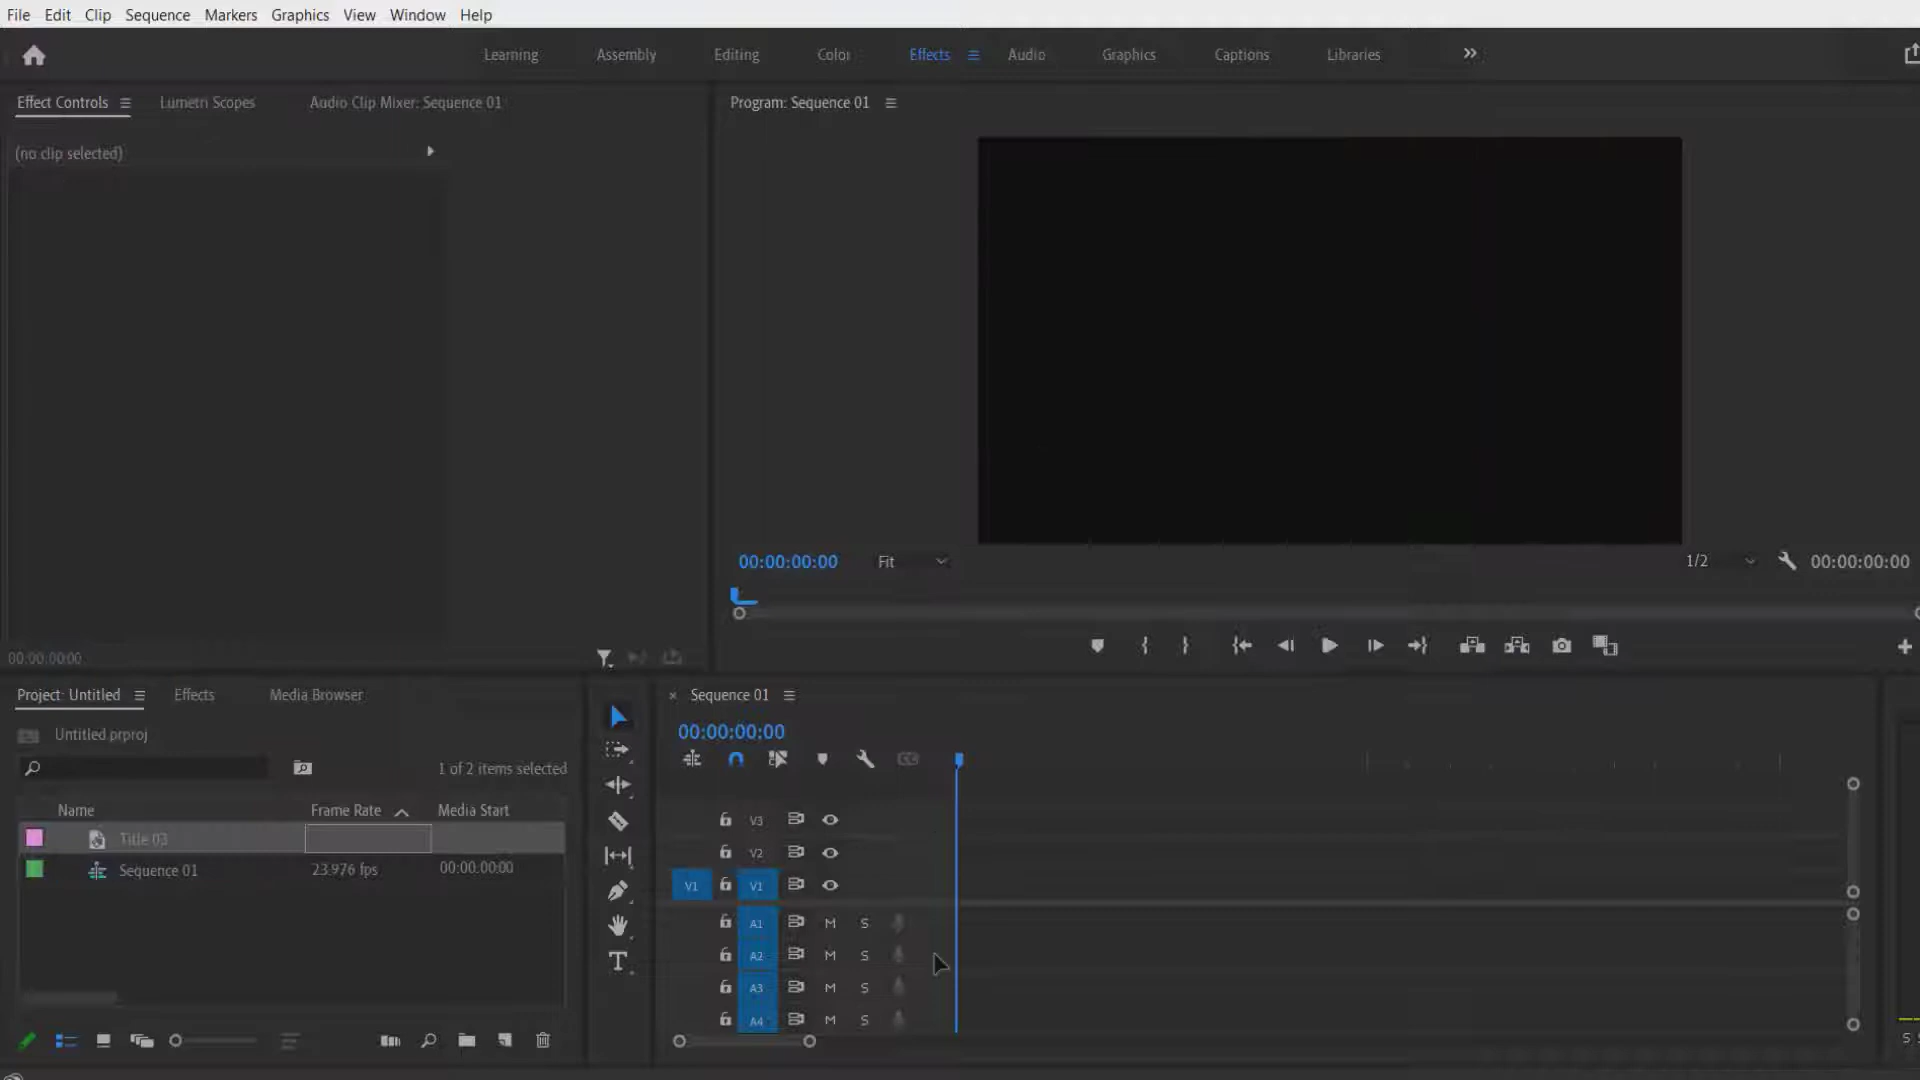 File Edit Clip Sequence Markers Graphics View Window Help
Learning Assembly Editing Color Effects Audio Graphics Captions Libraries
Effect Controls Lumetri Scopes Audio Clip Mixer: Sequence 01
Program: Sequence 01
(no clip selected)
00:00:00:00 Fit 1/2 00:00:00:00
00:00:00:00
Project: Untitled Effects Media Browser
Sequence 01
Untitled.prproj
00:00:00:00
1 of 2 items selected
Name Frame Rate Media Start
Title 03
Sequence 01 23.976 fps 00:00:00:00
V3
V2
V1 V1
A1 M S
A2 M S
A3 M S
A4 M S